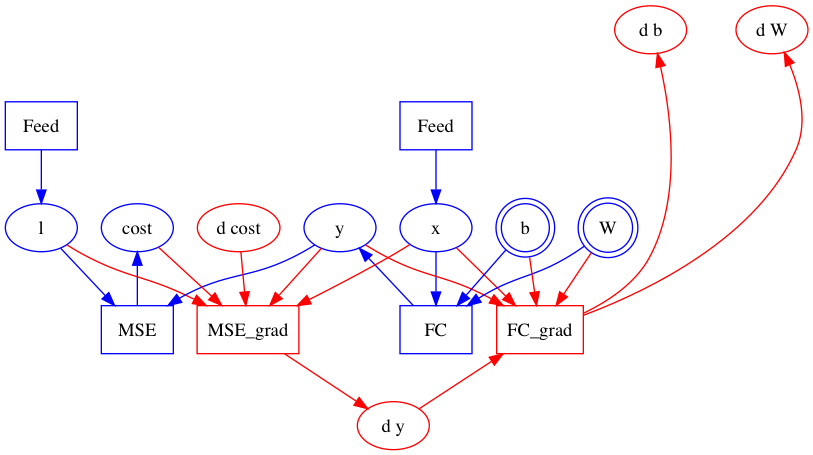 d b
d W
Feed
Feed
l
cost
d cost
y
x
b
W
MSE
MSE_grad
FC
FC_grad
d y